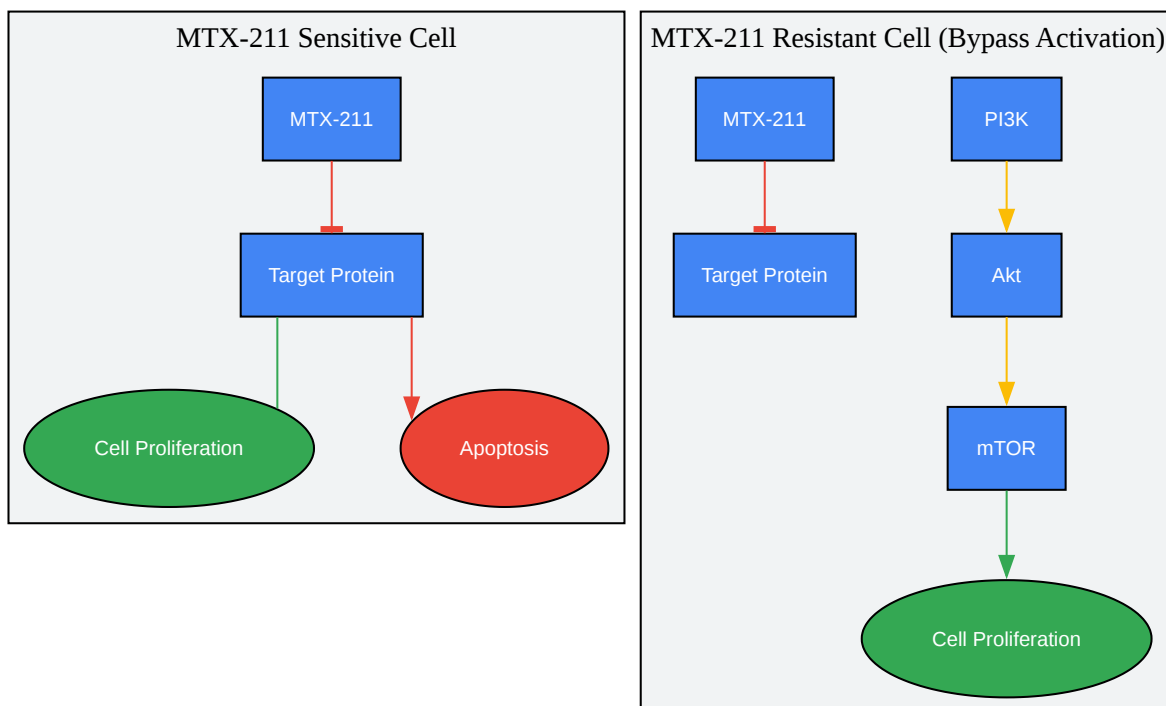 MTX-211 Sensitive Cell
MTX-211
Target Protein
Cell Proliferation
Apoptosis
MTX-211 Resistant Cell (Bypass Activation)
MTX-211
PI3K
Target Protein
Akt
mTOR
Cell Proliferation